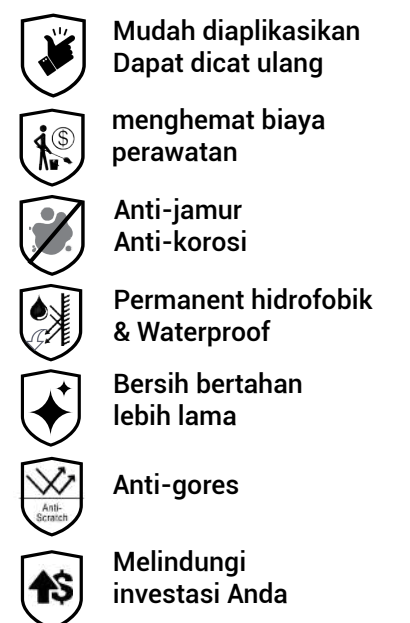 Mudah diaplikasikan
Dapat dicat ulang
$
menghemat biaya
perawatan
Anti-jamur
Anti-korosi
Permanent hidrofobik
& Waterproof
Bersih bertahan
lebih lama
Anti-
Scratch
Anti-gores
$
Melindungi
investasi Anda